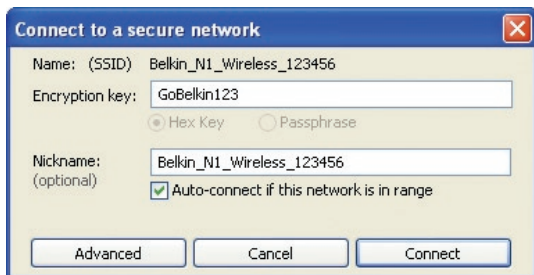 Connect to a secure network
Name: (SSID) Belkin_N1_Wireless_123456
Encryption key: GoBelkin123
Hex Key Passphrase
Nickname: Belkin_N1_Wireless_123456
(optional)
Auto-connect if this network is in range
Advanced Cancel Connect